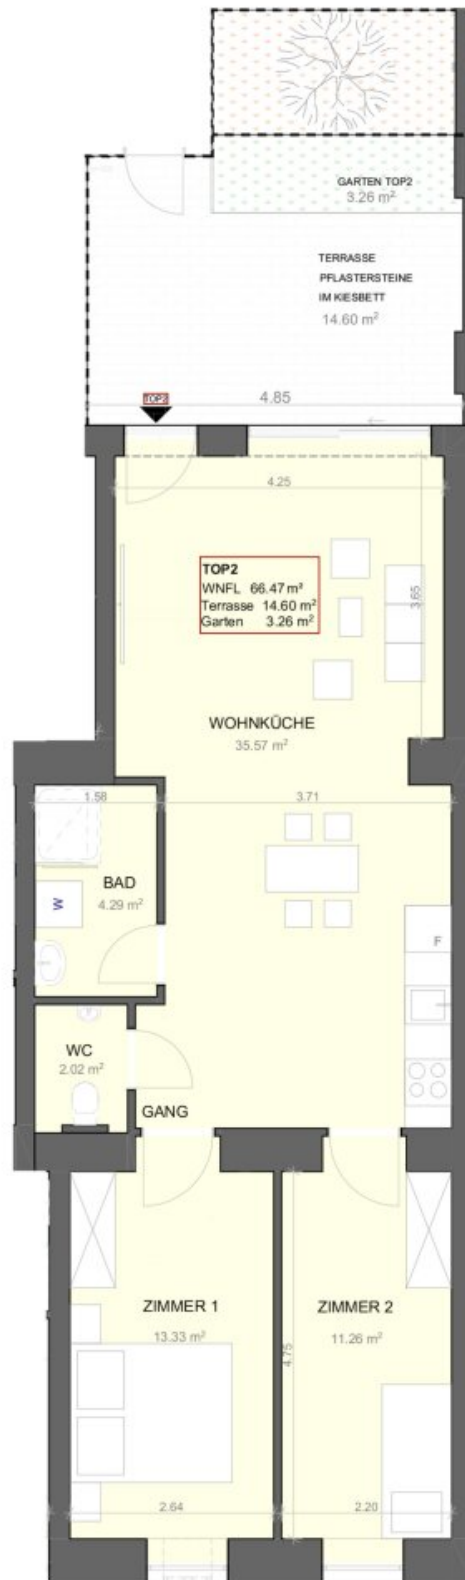 GARTEN TOP2
3.26 m²
TERRASSE
PFLASTERSTEINE
IM KIESBETT
14.60 m²
TOP2
4.85
4.25
TOP2
WNFL 66.47 m²
Terrasse 14.60 m²
Garten 3.26 m²
3.65
WOHNKÜCHE
35.57 m²
1.58
3.71
BAD
4.29 m²
W
F
WC
2.02 m²
GANG
ZIMMER 1
13.33 m²
ZIMMER 2
11.26 m²
4.75
2.64
2.20